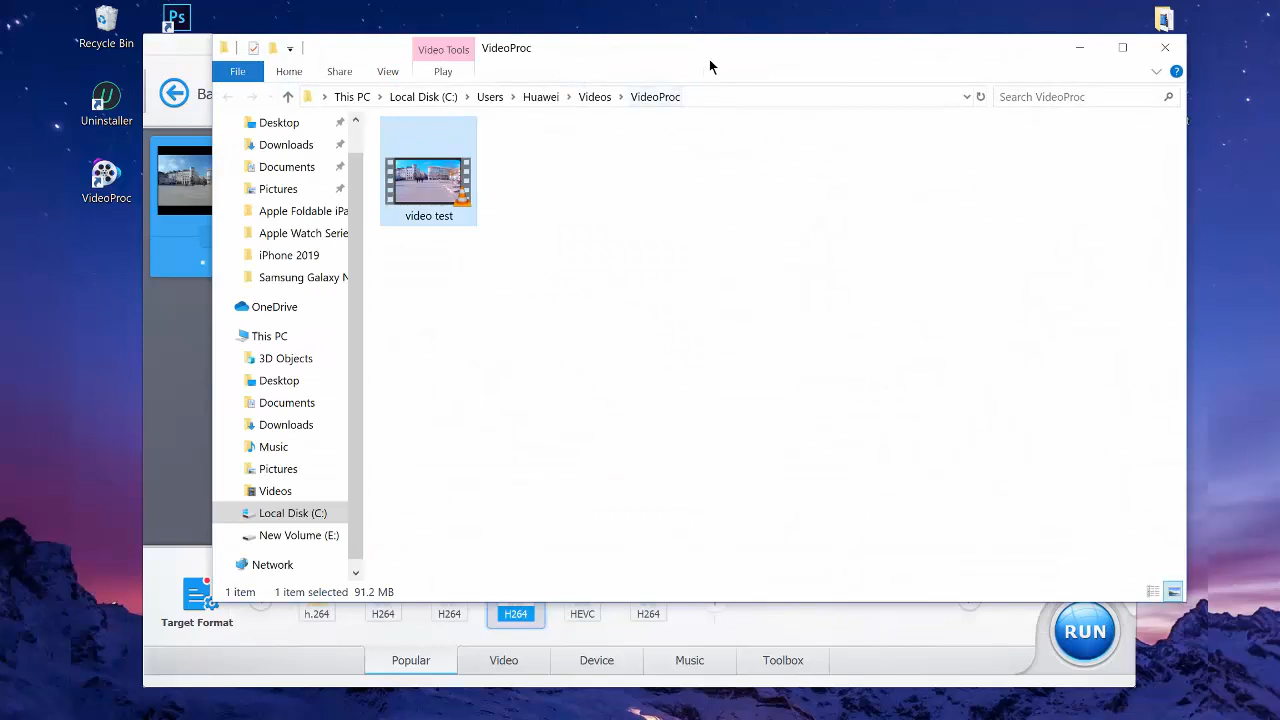 Recycle Bin
Ps
Uninstaller
VideoProc
Video Tools
VideoProc
File
Home
Share
View
Play
This PC
Local Disk (C:)
Users
Huawei
Videos
VideoProc
Search VideoProc
Desktop
Downloads
Documents
Pictures
Apple Foldable iPa
Apple Watch Serie
iPhone 2019
Samsung Galaxy N
OneDrive
This PC
3D Objects
Desktop
Documents
Downloads
Music
Pictures
Videos
Local Disk (C:)
New Volume (E:)
Network
video test
1 item
1 item selected
91.2 MB
Ba
Target Format
h.264
H264
H264
H264
HEVC
H264
RUN
Popular
Video
Device
Music
Toolbox